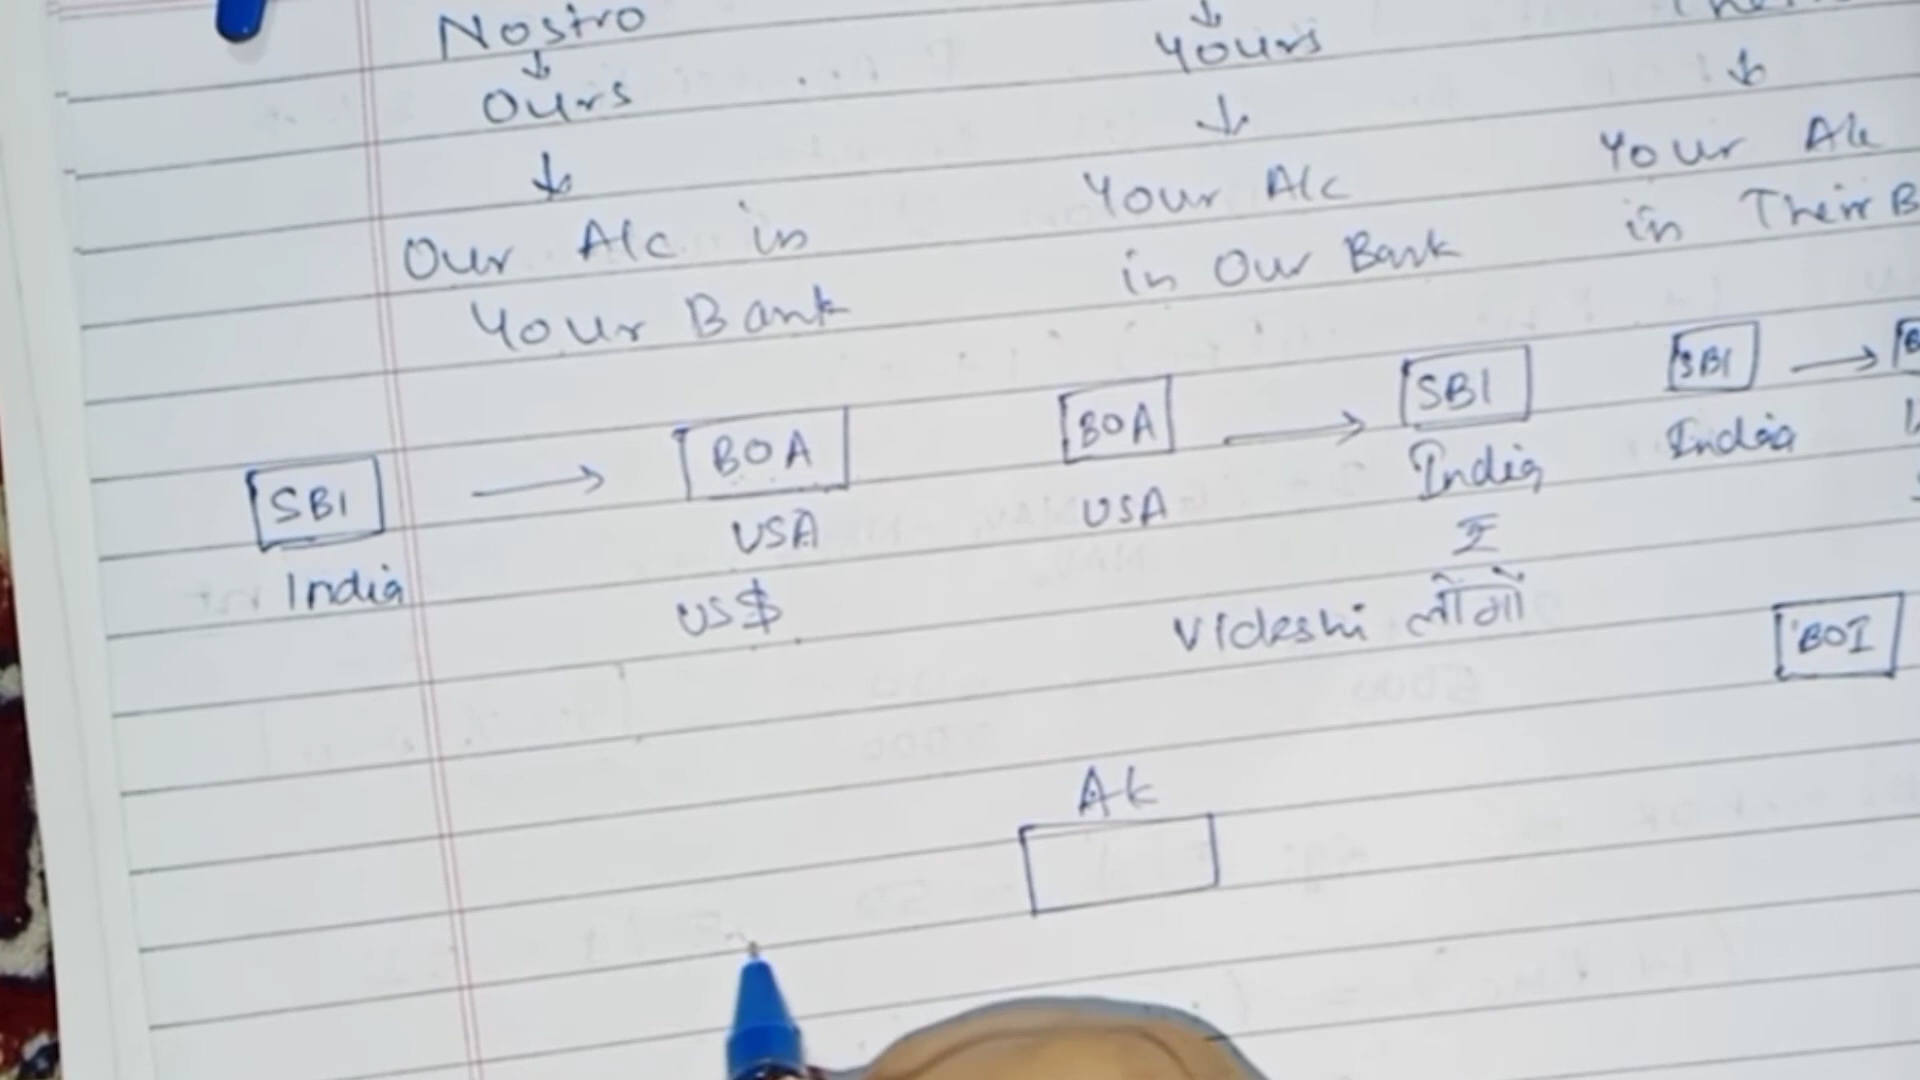 Nostro
Ours
Our A/c in
Your Bank
SBI → BOA
India
USA
US$
Yours
Your A/c
in Our Bank
BOA → SBI
USA
India
₹
Videshi लोगों
Your A/c
in Their B
SBI →
India
BOI
AK